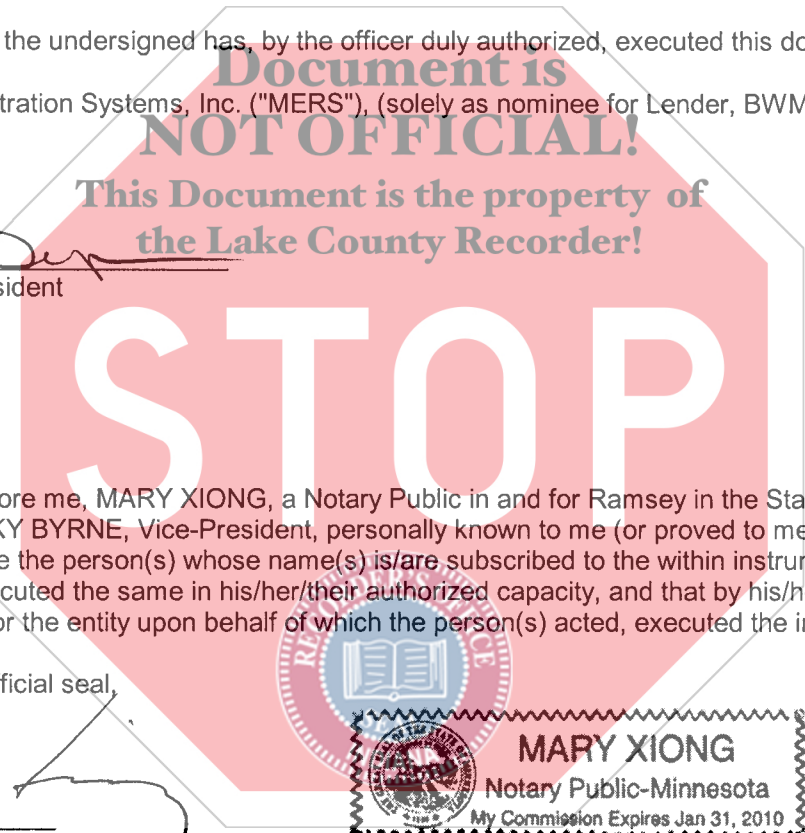 the undersigned has, by the officer duly authorized, executed this do
Document is
tration Systems, Inc. ("MERS"), (solely as nominee for Lender, BWM
NOT OFFICIAL!
This Document is the property of
the Lake County Recorder!
sident
STOP
ore me, MARY XIONG, a Notary Public in and for Ramsey in the Sta
KY BYRNE, Vice-President, personally known to me (or proved to me
e the person(s) whose name(s) is/are subscribed to the within instru
cuted the same in his/her/their authorized capacity, and that by his/h
or the entity upon behalf of which the person(s) acted, executed the i
RECORDER'S OFFICE
ficial seal,
MARY XIONG
Notary Public-Minnesota
My Commission Expires Jan 31, 2010